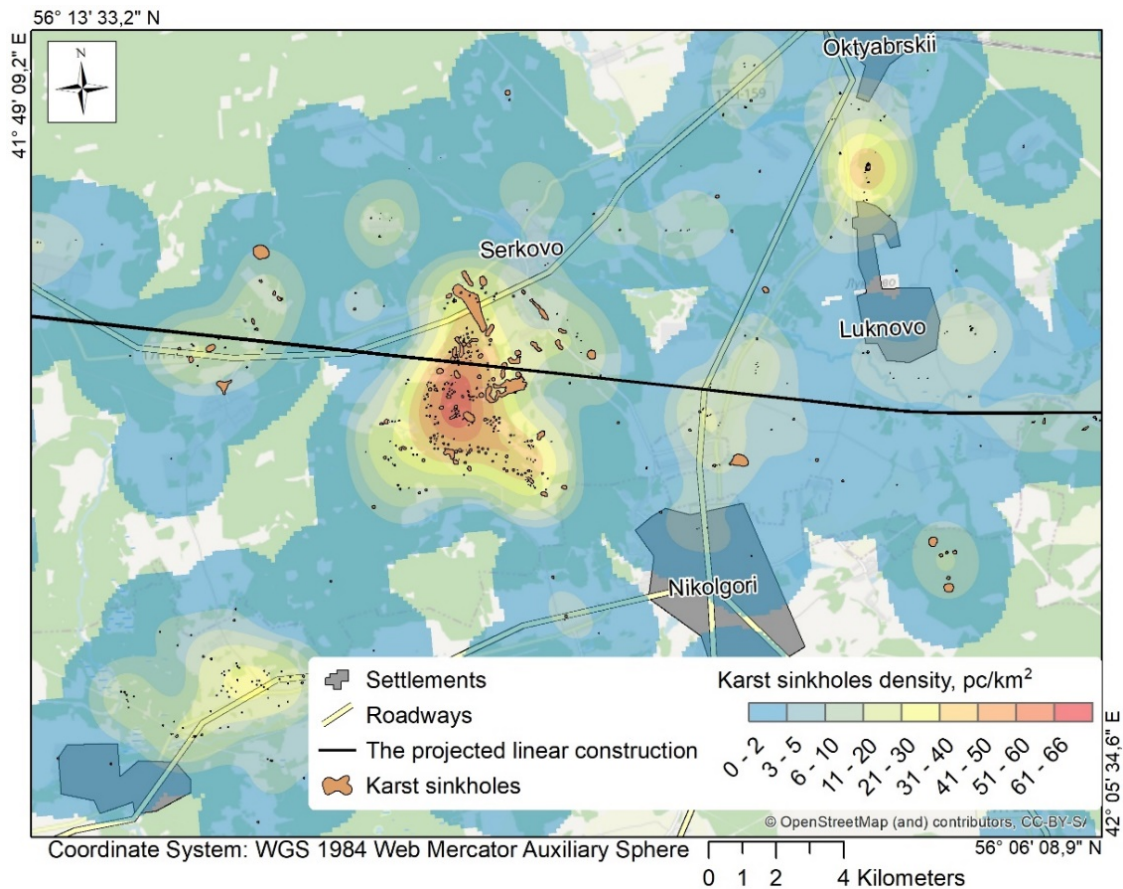 56° 13' 33,2" N
41° 49' 09,2" E
N
Oktyabrskii
Serkovo
Luknovo
Nikolgori
Settlements
Roadways
The projected linear construction
Karst sinkholes
Karst sinkholes density, pc/km²
0 - 2
3 - 5
6 - 10
11 - 20
21 - 30
31 - 40
41 - 50
51 - 60
61 - 66
© OpenStreetMap (and) contributors, CC-BY-SA
42° 05' 34,6" E
56° 06' 08,9" N
Coordinate System: WGS 1984 Web Mercator Auxiliary Sphere
0 1 2 4 Kilometers